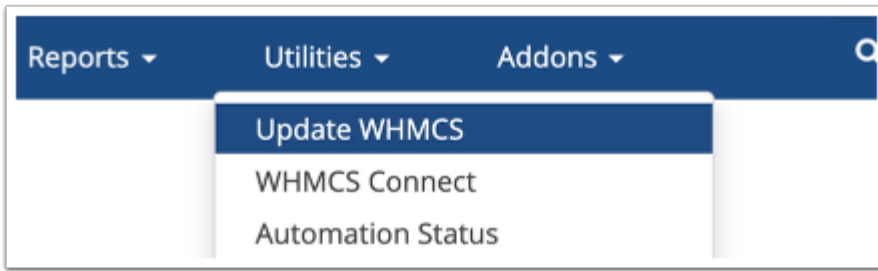 Reports Utilities Addons
Update WHMCS
WHMCS Connect
Automation Status